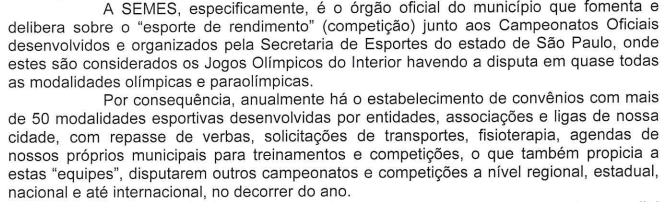 A SEMES, especificamente, é o órgão oficial do município que fomenta e
delibera sobre o “esporte de rendimento” (competição) junto aos Campeonatos Oficiais
desenvolvidos e organizados pela Secretaria de Esportes do estado de São Paulo, onde
estes são considerados os Jogos Olímpicos do Interior havendo a disputa em quase todas
as modalidades olímpicas e paraolímpicas.
Por consequência, anualmente há o estabelecimento de convênios com mais
de 50 modalidades esportivas desenvolvidas por entidades, associações e ligas de nossa
cidade, com repasse de verbas, solicitações de transportes, fisioterapia, agendas de
nossos próprios municipais para treinamentos e competições, o que também propicia a
estas “equipes”, disputarem outros campeonatos e competições a nível regional, estadual,
nacional e até internacional, no decorrer do ano.